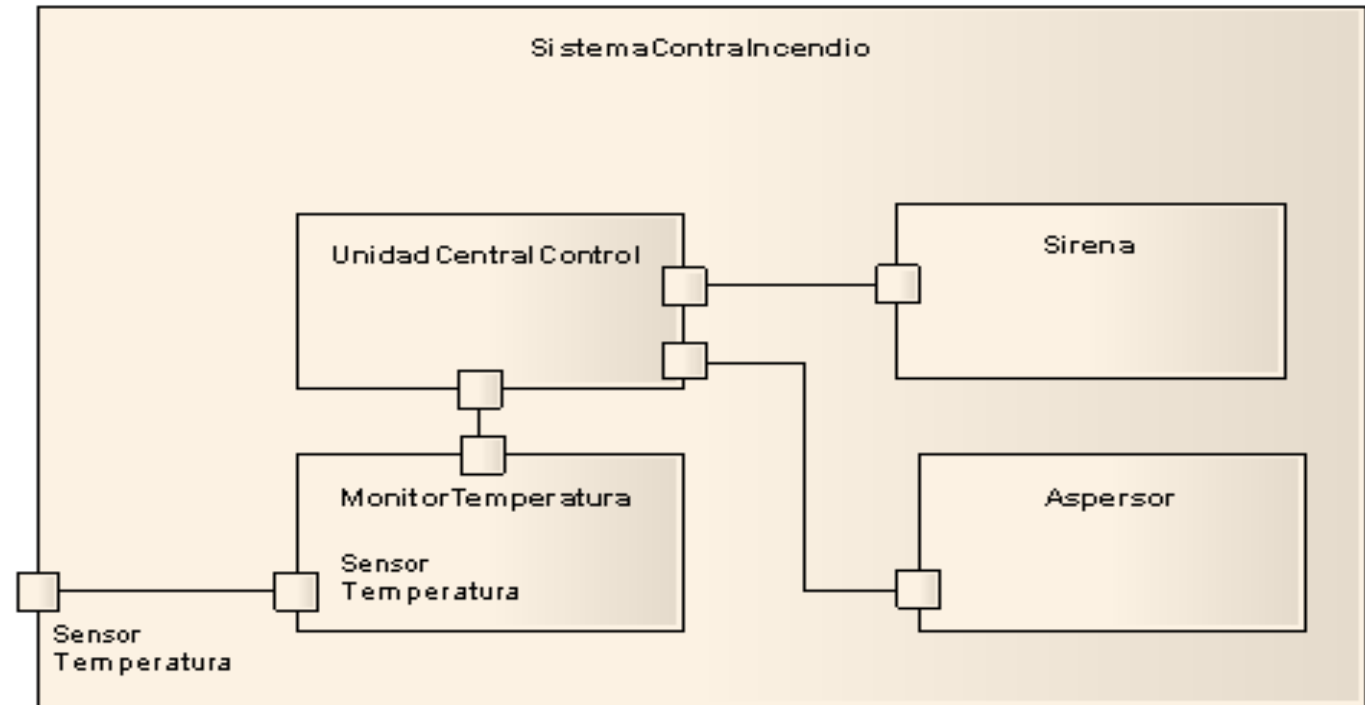 SistemaContraIncendio
UnidadCentralControl
Sirena
MonitorTemperatura
Aspersor
Sensor
Temperatura
Sensor
Temperatura